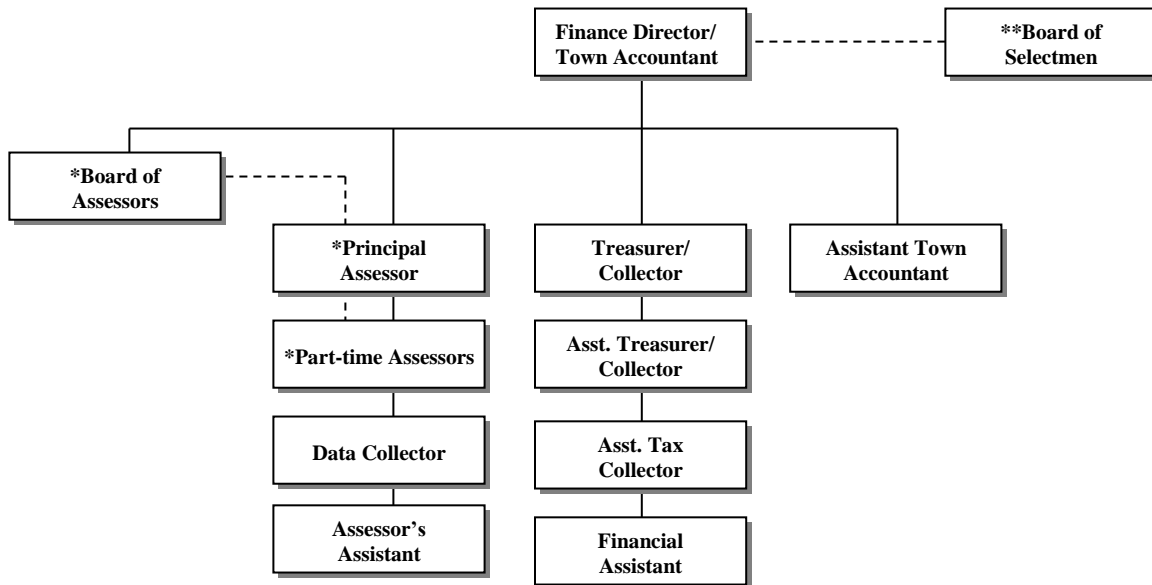 Finance Director/
Town Accountant
**Board of
Selectmen
*Board of
Assessors
*Principal
Assessor
Treasurer/
Collector
Assistant Town
Accountant
*Part-time Assessors
Asst. Treasurer/
Collector
Data Collector
Asst. Tax
Collector
Assessor’s
Assistant
Financial
Assistant